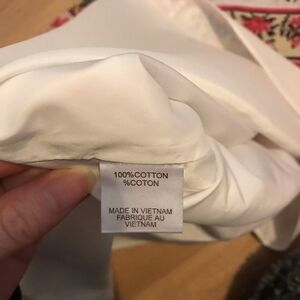 100%COTTON
%COTON
MADE IN VIETNAM
FABRIQUE AU
VIETNAM